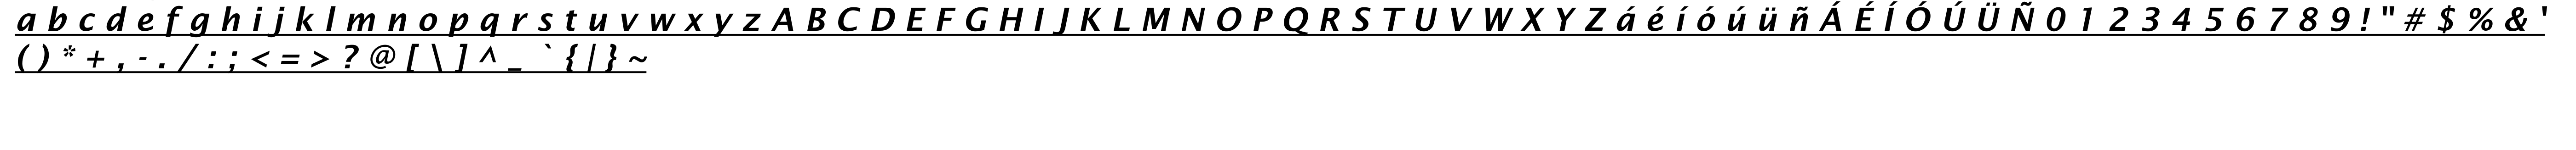 a b c d e f g h i j k l m n o p q r s t u v w x y z A B C D E F G H I J K L M N O P Q R S T U V W X Y Z á é í ó ú ü ñ Á É Í Ó Ú Ü Ñ 0 1 2 3 4 5 6 7 8 9 ! " # $ % & '
( ) * + , - . / : ; < = > ? @ [ \ ] ^ _ ` { | } ~